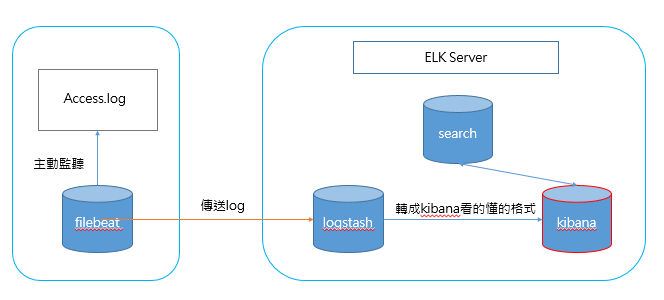 ELK Server
Access.log
search
主動監聽
傳送log
轉成kibana看的懂的格式
filebeat
logstash
kibana